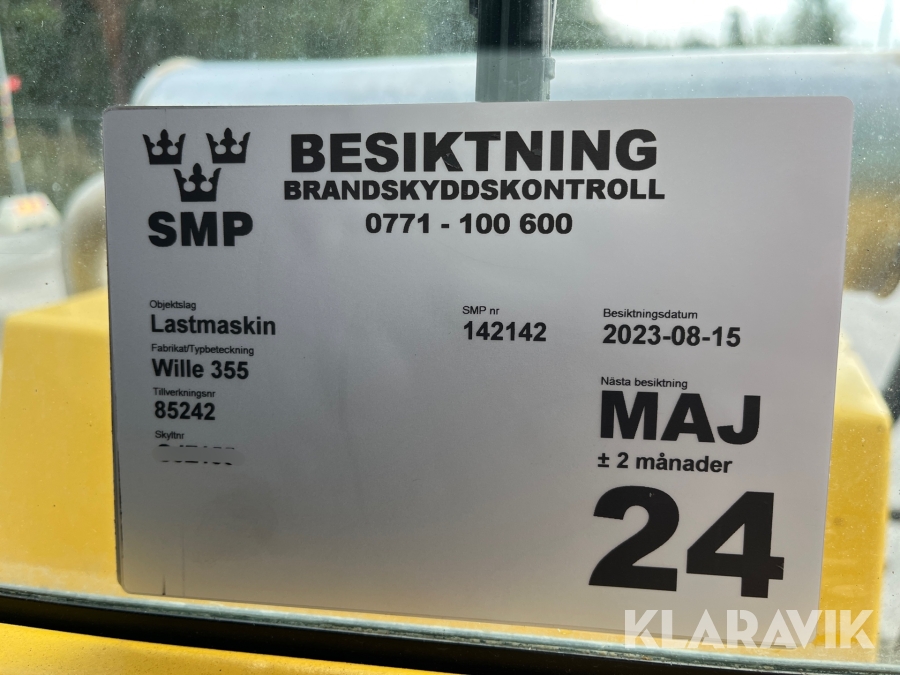 BESIKTNING
BRANDSKYDDSKONTROLL
0771 - 100 600
SMP
Objektslag
Lastmaskin
Fabrikat/Typbeteckning
Wille 355
Tillverkningsnr
85242
Skyltnr
SMP nr
142142
Besiktningsdatum
2023-08-15
Nästa besiktning
MAJ
± 2 månader
24
KLARAVIK